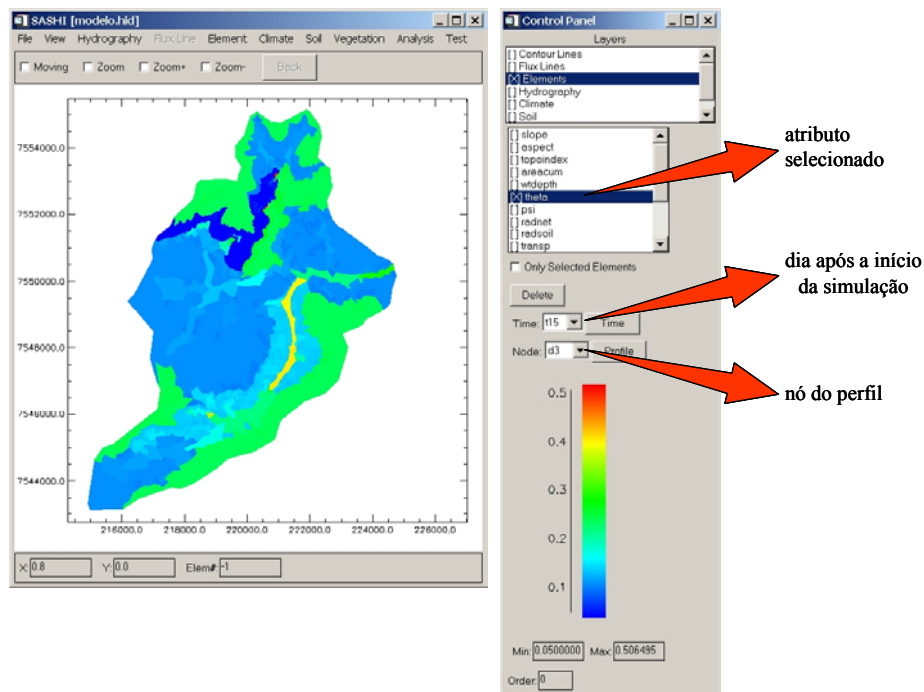 SASHI [modelo.hid]
File View Hydrography Flux Line Element Climate Soil Vegetation Analysis Test
Moving Zoom Zoom+ Zoom- Back
7554000.0
7552000.0
7550000.0
7548000.0
7546000.0
7544000.0
216000.0 218000.0 220000.0 222000.0 224000.0 226000.0
X: 0.8 Y: 0.0 Elem#: -1
Control Panel
Layers
[ ] Contour Lines
[ ] Flux Lines
[X] Elements
[ ] Hydrography
[ ] Climate
[ ] Soil
[ ] slope
[ ] aspect
[ ] topoindex
[ ] areacum
[ ] wtdepth
[X] theta
[ ] psi
[ ] radnet
[ ] radsoil
[ ] transp
Only Selected Elements
Delete
Time: t15 Time
Node: d3 Profile
0.5
0.4
0.3
0.2
0.1
Min: 0.0500000 Max: 0.506495
Order: 0
atributo
selecionado
dia após a início
da simulação
nó do perfil